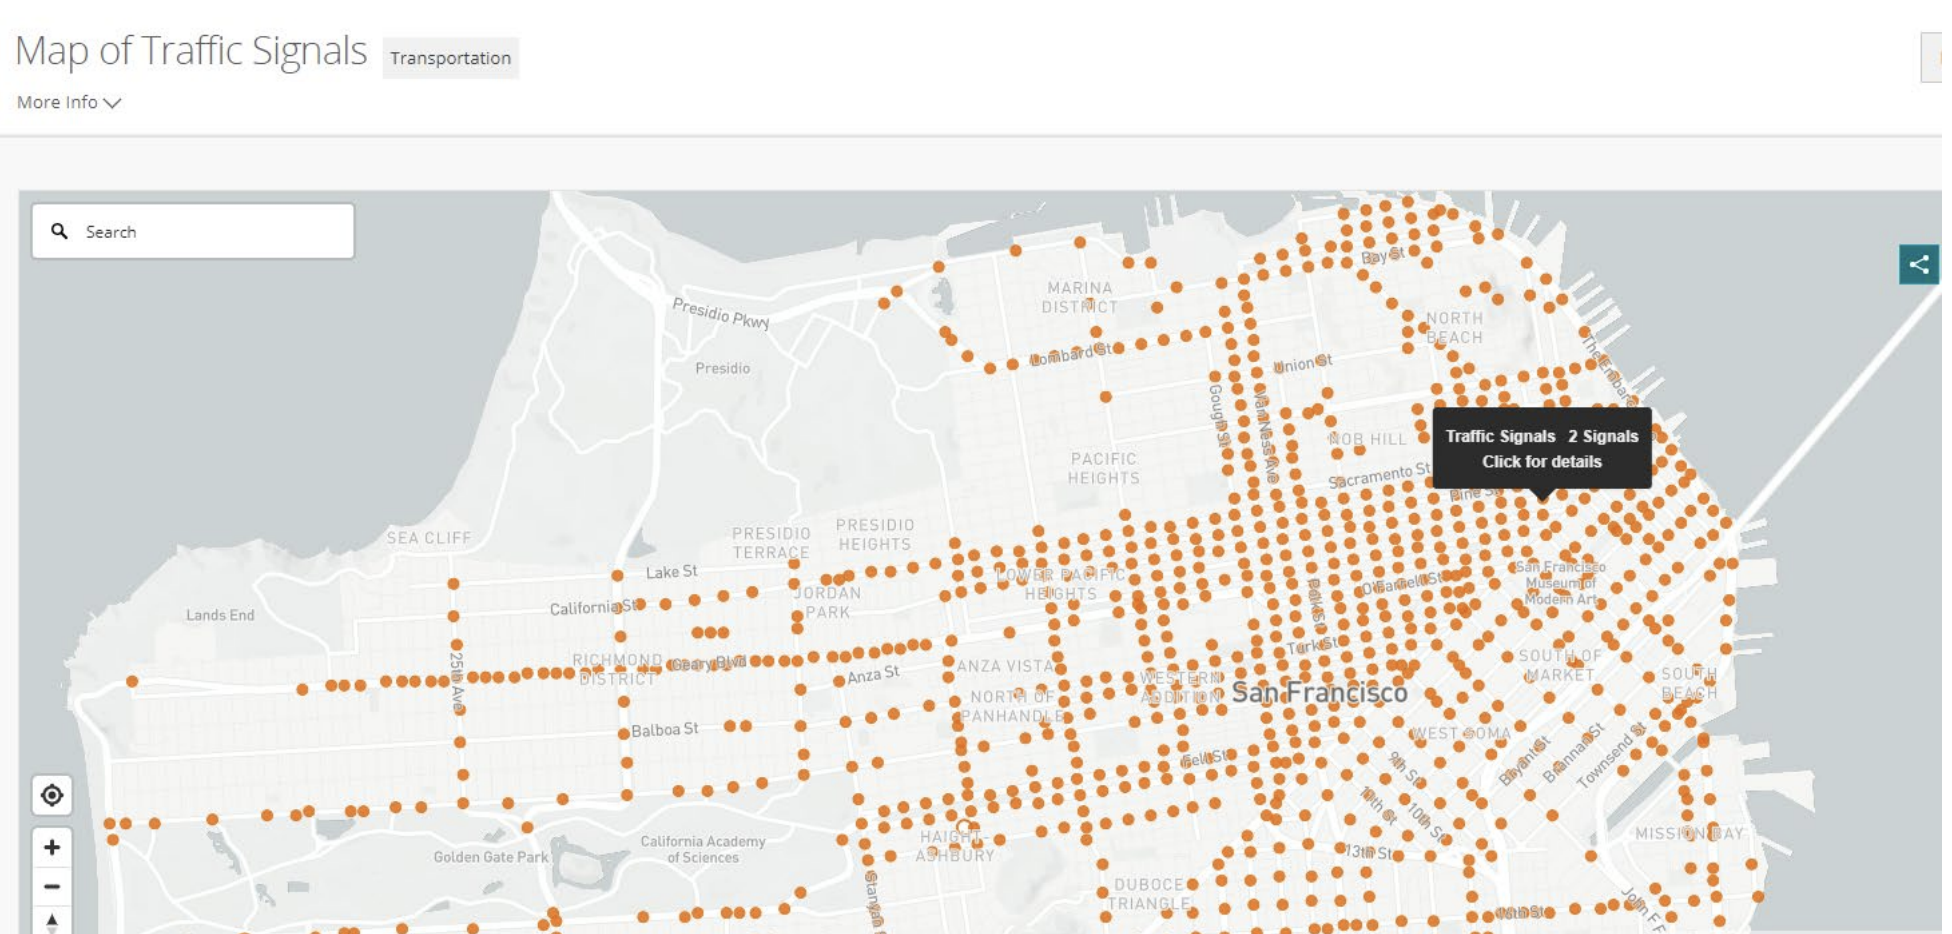 Map of Traffic Signals
Transportation
More Info
Search
Bay St
MARINA
DISTRICT
Presidio Pkwy
NORTH
BEACH
Lombard St
Union St
Presidio
The Embar
Gough St
Van Ness Ave
NOB HILL
Traffic Signals 2 Signals
Click for details
PACIFIC
HEIGHTS
Sacramento St
Pine St
SEA CLIFF
PRESIDIO
TERRACE
PRESIDIO
HEIGHTS
Lake St
LOWER PACIFIC
HEIGHTS
San Francisco
Museum of
Modern Art
O'Farrell St
Polk St
JORDAN
PARK
California St
Lands End
25th Ave
RICHMOND
DISTRICT
Geary Blvd
Anza St
ANZA VISTA
Turk St
SOUTH OF
MARKET
SOUTH
BEACH
WESTERN
ADDITION
San Francisco
NORTH OF
PANHANDLE
Balboa St
WEST SOMA
Fell St
9th St
Bryant St
Brannan St
Townsend St
11th St
10th St
MISSION BAY
HAIGHT-
ASHBURY
California Academy
of Sciences
Golden Gate Park
13th St
Stanyan S
DUBOCE
TRIANGLE
16th St
John F F